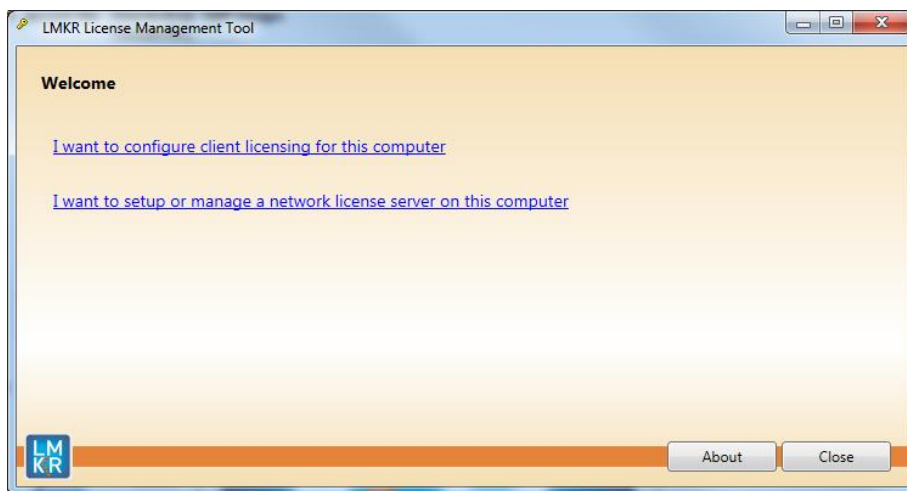 LMKR License Management Tool
Welcome
I want to configure client licensing for this computer
I want to setup or manage a network license server on this computer
LM
KR
About
Close